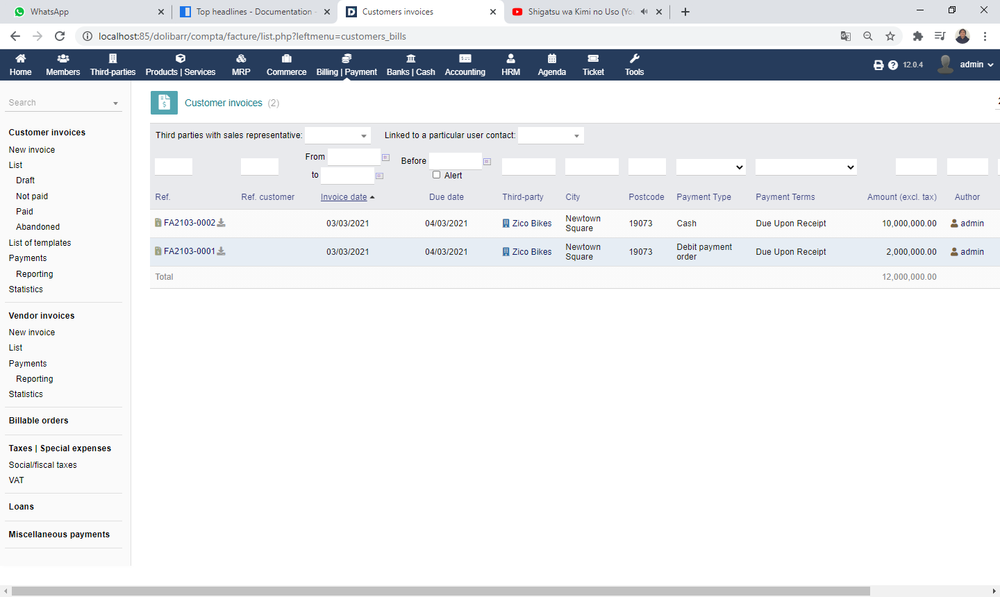 WhatsApp
Top headlines - Documentation -
Customers invoices
Shigatsu wa Kimi no Uso (You
localhost:85/dolibarr/compta/facture/list.php?leftmenu=customers_bills
Home
Members
Third-parties
Products | Services
MRP
Commerce
Billing | Payment
Banks | Cash
Accounting
HRM
Agenda
Ticket
Tools
12.0.4
admin
Search
Customer invoices
New invoice
List
Draft
Not paid
Paid
Abandoned
List of templates
Payments
Reporting
Statistics
Vendor invoices
New invoice
List
Payments
Reporting
Statistics
Billable orders
Taxes | Special expenses
Social/fiscal taxes
VAT
Loans
Miscellaneous payments
Customer invoices (2)
Third parties with sales representative:
Linked to a particular user contact:
From
to
Before
Alert
Ref. Ref. customer Invoice date Due date Third-party City Postcode Payment Type Payment Terms Amount (excl. tax) Author
FA2103-0002 03/03/2021 04/03/2021 Zico Bikes Newtown Square 19073 Cash Due Upon Receipt 10,000,000.00 admin
FA2103-0001 03/03/2021 04/03/2021 Zico Bikes Newtown Square 19073 Debit payment order Due Upon Receipt 2,000,000.00 admin
Total 12,000,000.00